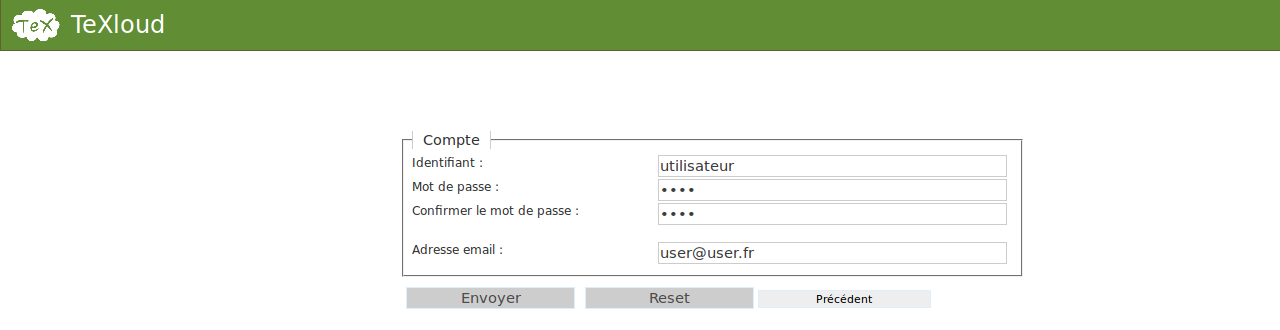 TeX TeXloud
Compte
Identifiant : utilisateur
Mot de passe : ••••
Confirmer le mot de passe : ••••
Adresse email : user@user.fr
Envoyer Reset Précédent